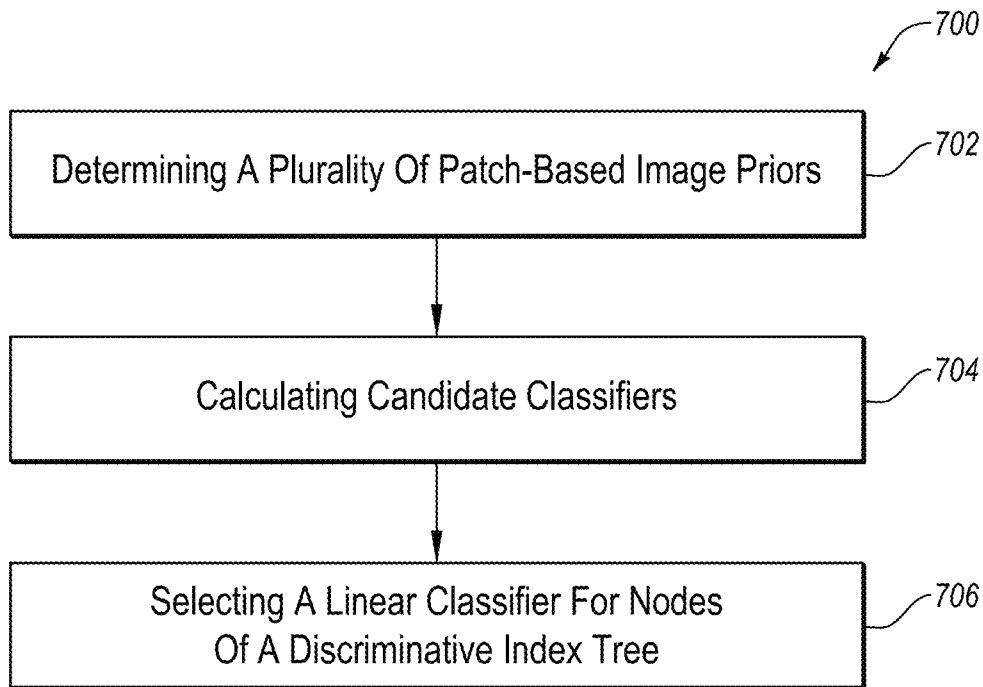 700
Determining A Plurality Of Patch-Based Image Priors
702
Calculating Candidate Classifiers
704
Selecting A Linear Classifier For Nodes
Of A Discriminative Index Tree
706